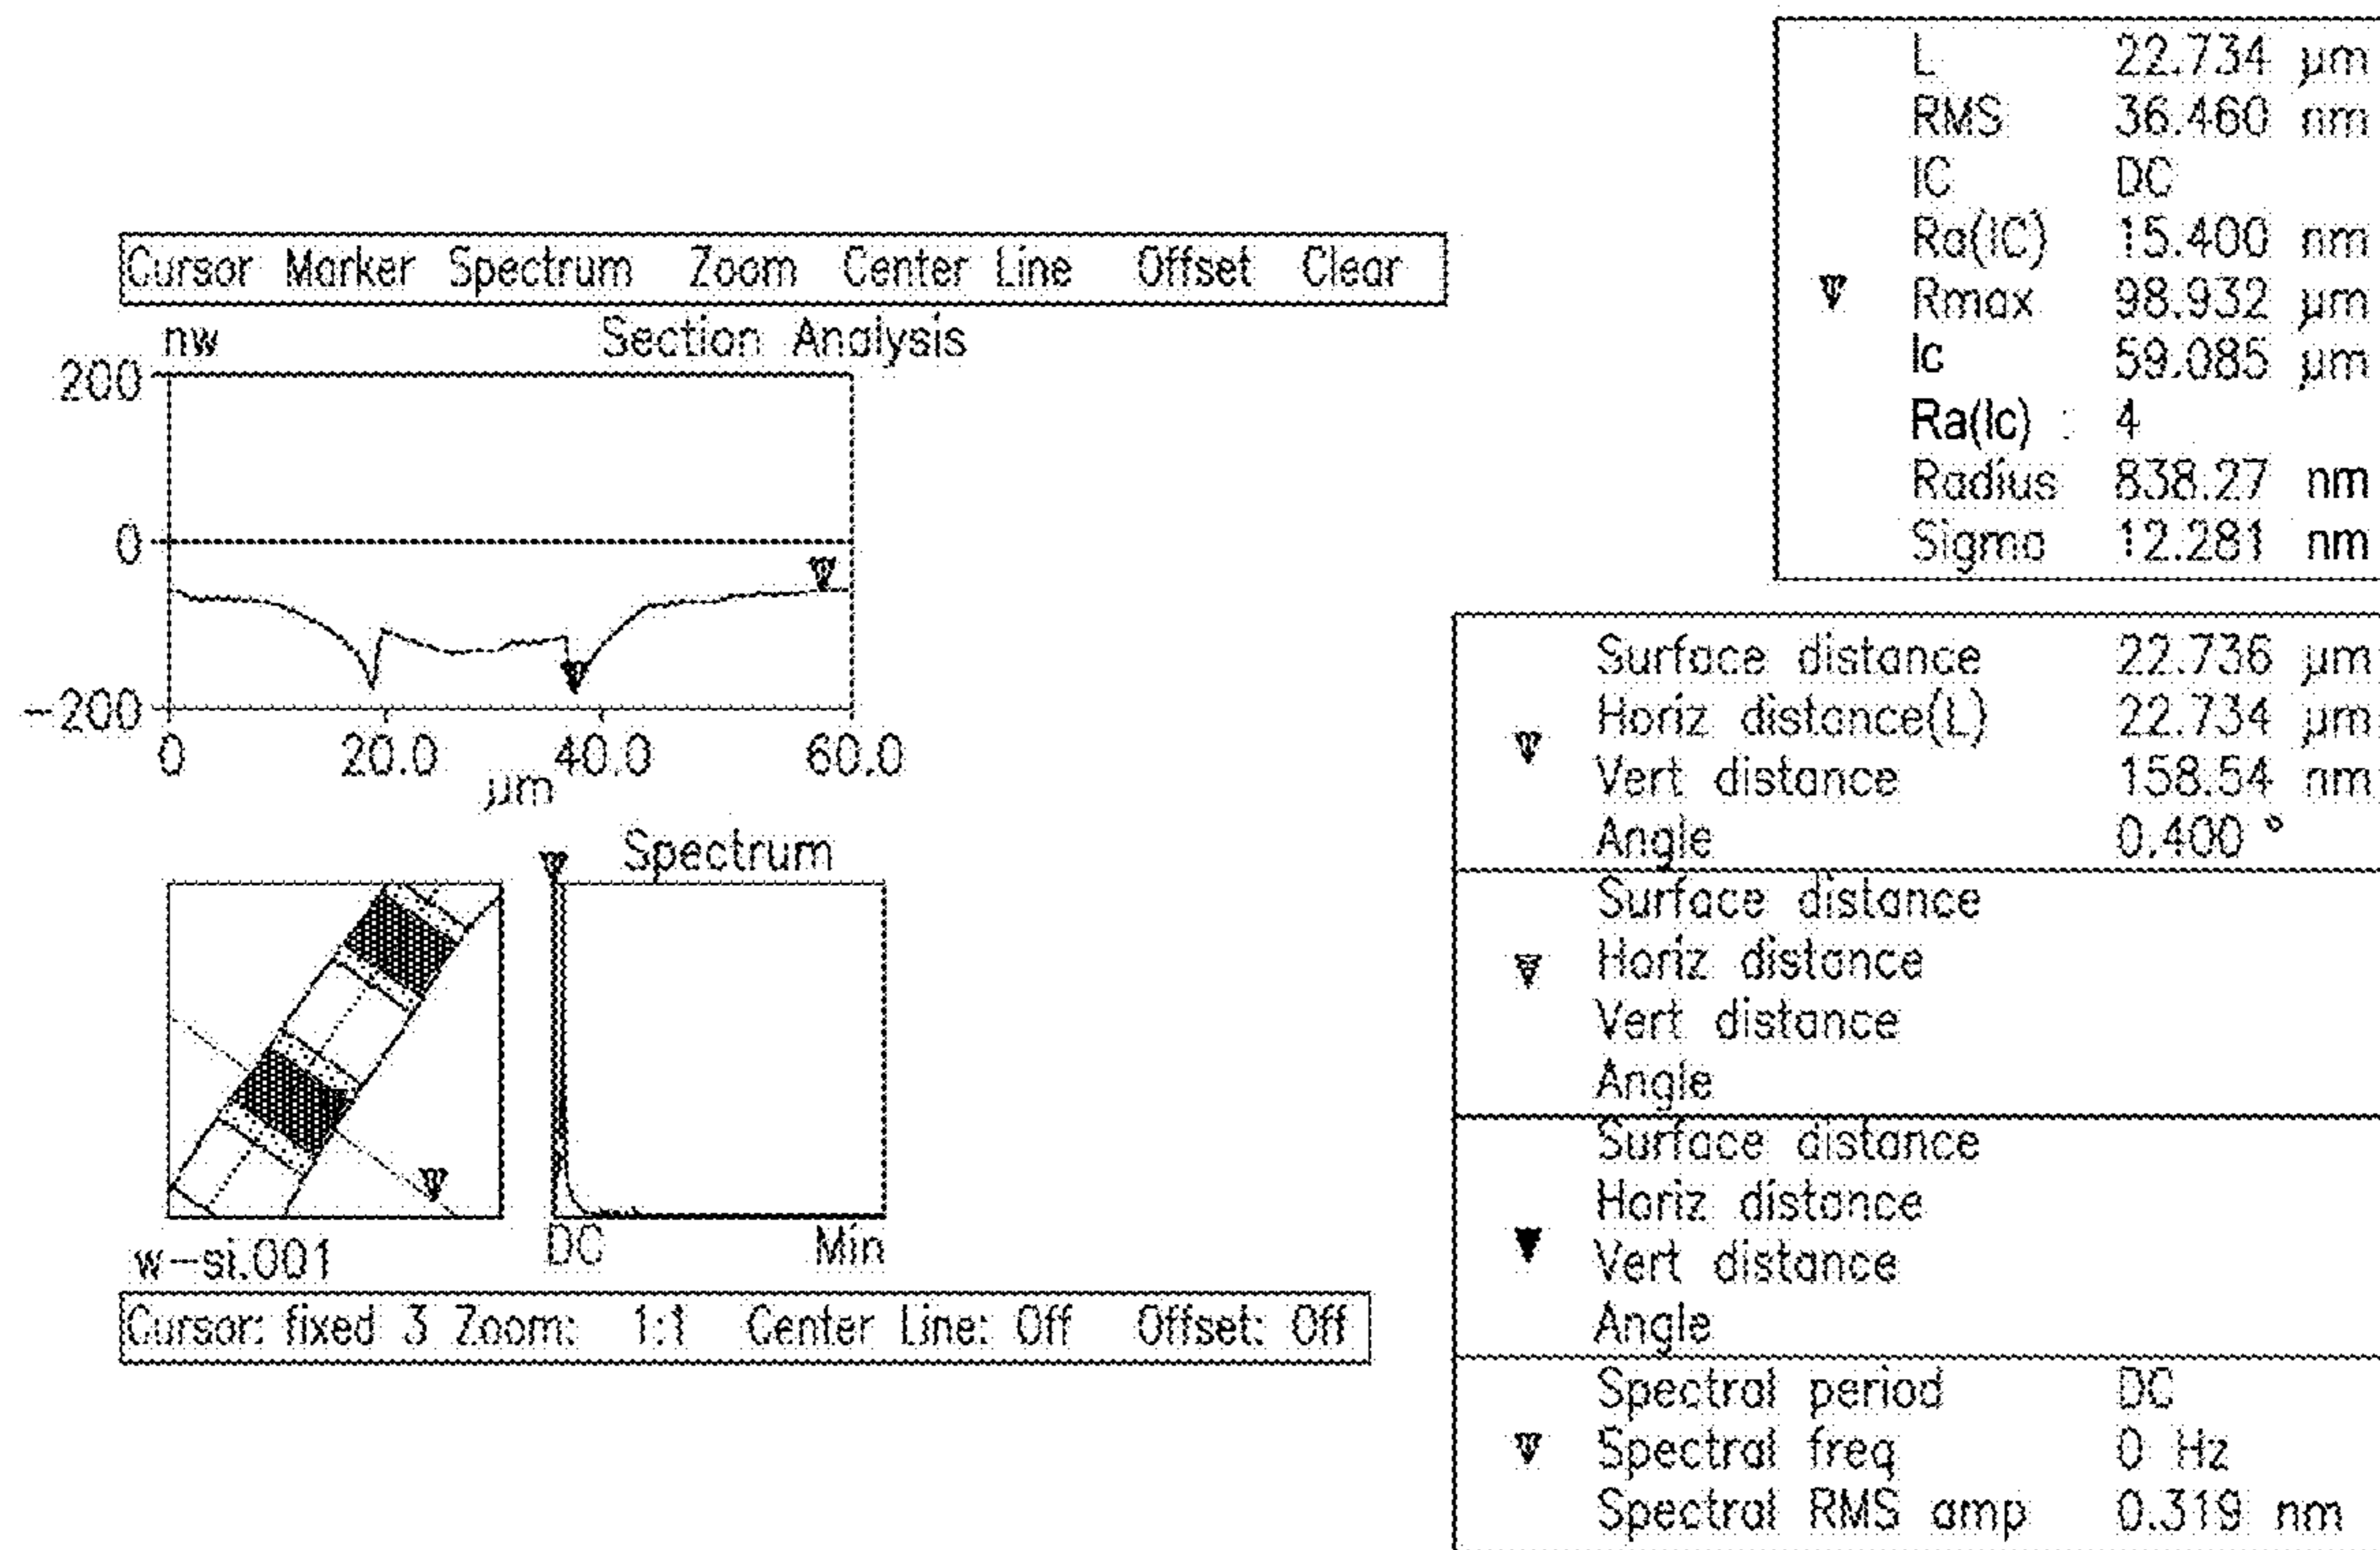 L 22.734 µm
RMS 36.460 nm
IC DC
Ra(IC) 15.400 nm
Rmax 98.932 µm
Ic 59.085 µm
Ra(Ic) : 4
Radius 838.27 nm
Sigma 12.281 nm
Cursor Marker Spectrum Zoom Center Line Offset Clear
nw Section Analysis
200
0
-200
0 20.0 40.0 60.0
µm
Spectrum
DC Min
w-si.001
Cursor: fixed 3 Zoom: 1:1 Center Line: Off Offset: Off
Surface distance 22.736 µm
Horiz distance(L) 22.734 µm
Vert distance 158.54 nm
Angle 0.400 °
Surface distance
Horiz distance
Vert distance
Angle
Surface distance
Horiz distance
Vert distance
Angle
Spectral period DC
Spectral freq 0 Hz
Spectral RMS amp 0.319 nm